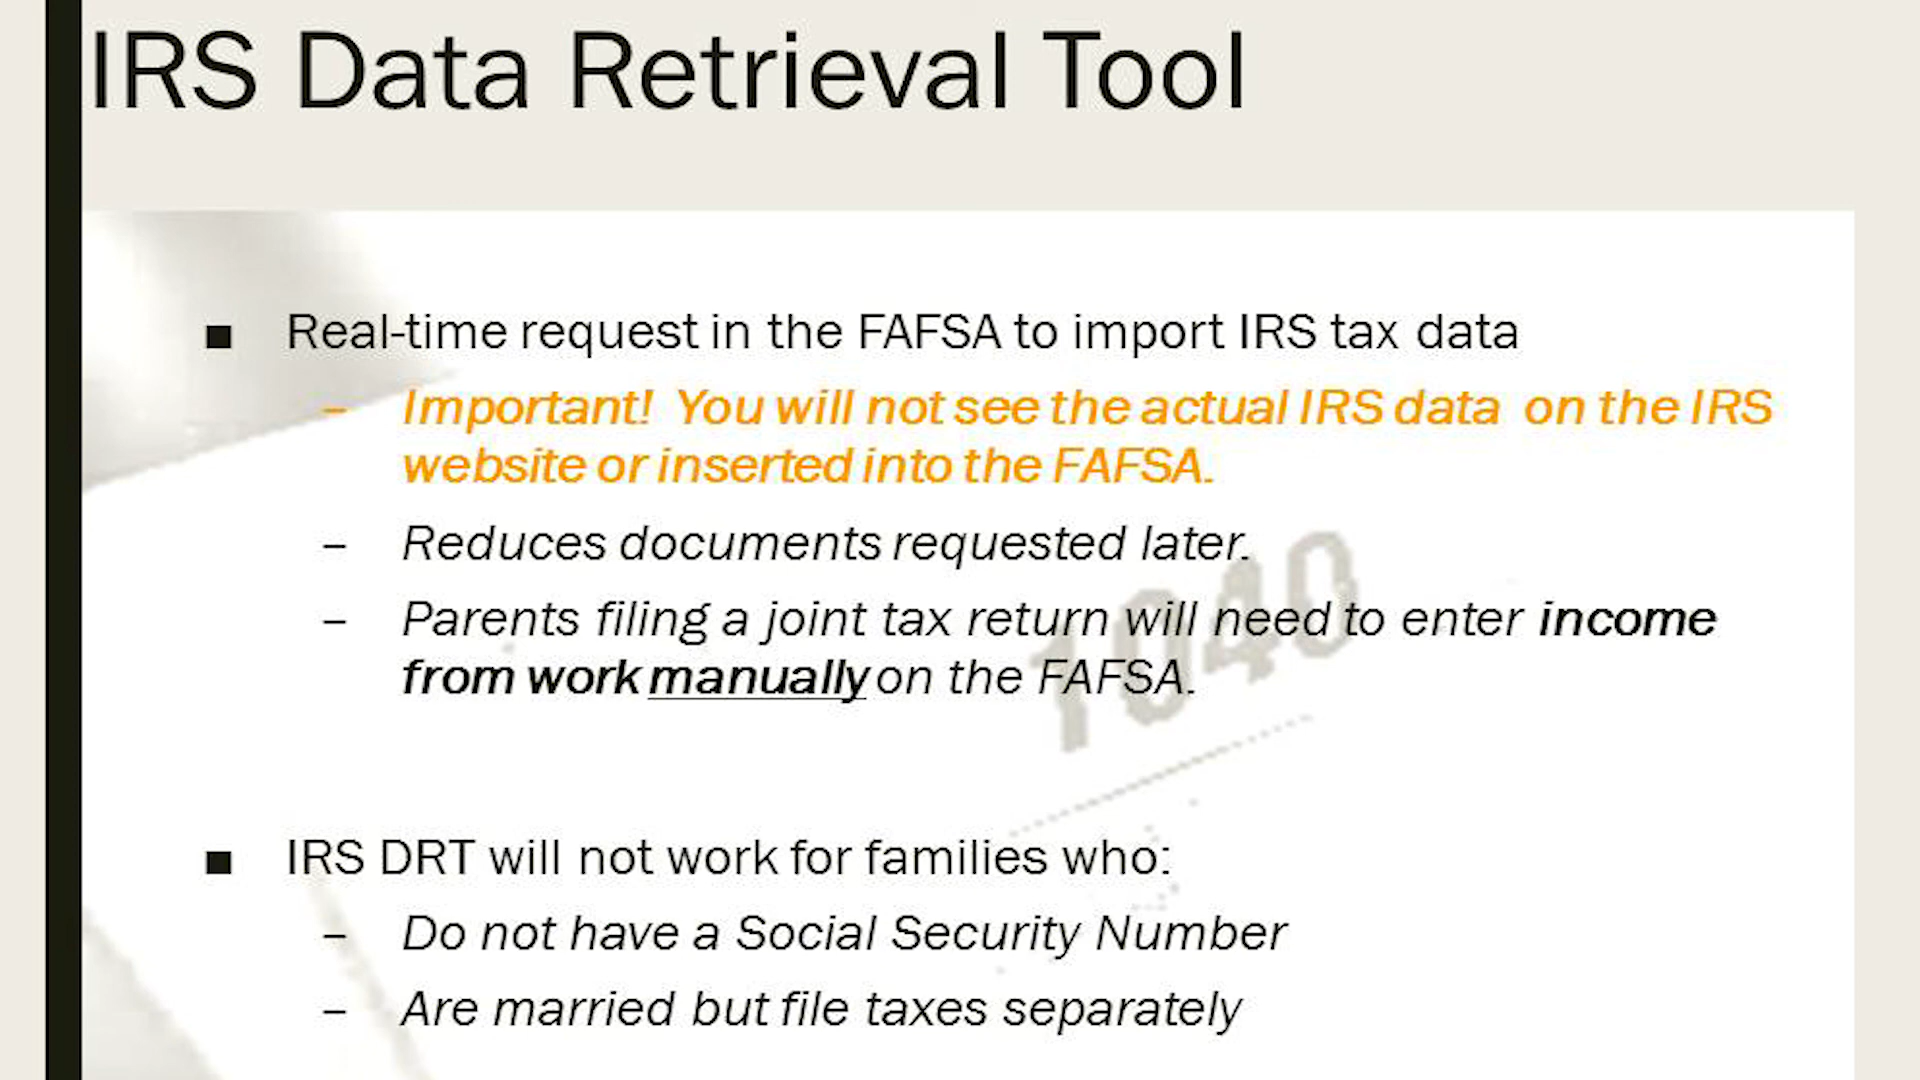 IRS Data Retrieval Tool
■ Real-time request in the FAFSA to import IRS tax data
– Important! You will not see the actual IRS data on the IRS
website or inserted into the FAFSA.
– Reduces documents requested later.
– Parents filing a joint tax return will need to enter income
from work manually on the FAFSA.
1040
■ IRS DRT will not work for families who:
– Do not have a Social Security Number
– Are married but file taxes separately